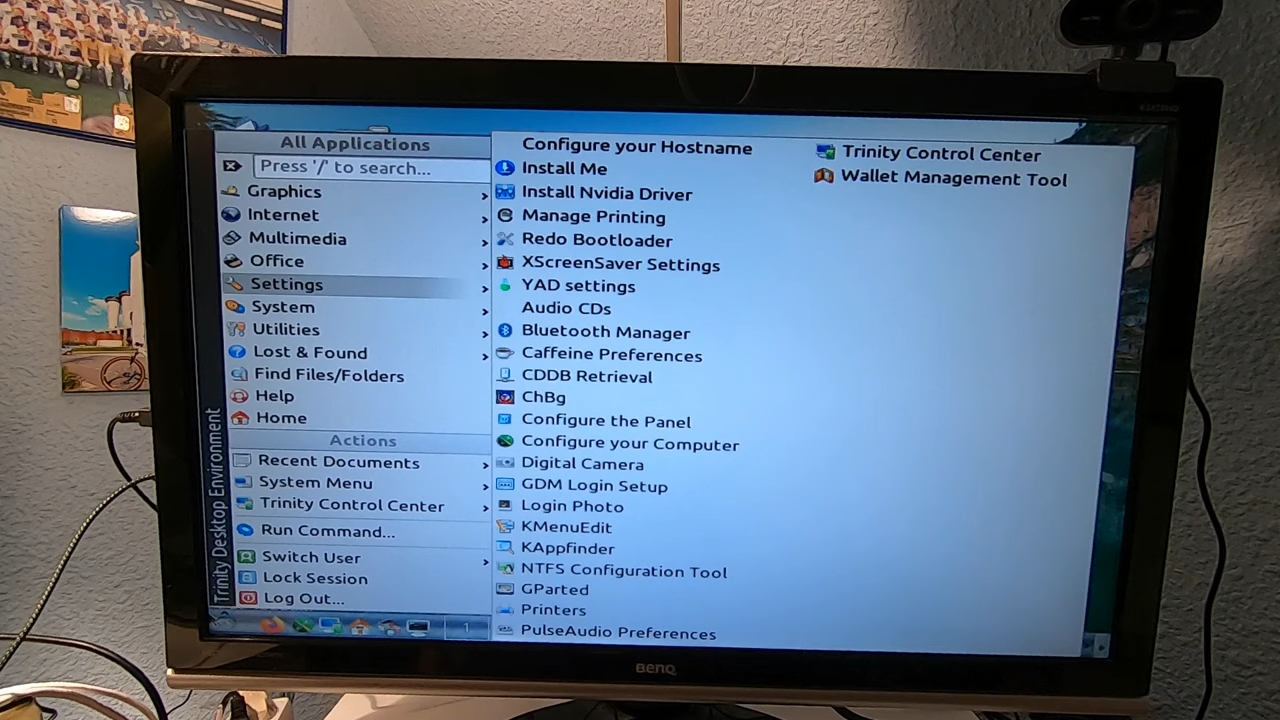 All Applications
Press '/' to search...
Graphics
Internet
Multimedia
Office
Settings
System
Utilities
Lost & Found
Find Files/Folders
Help
Home
Actions
Recent Documents
System Menu
Trinity Control Center
Run Command...
Switch User
Lock Session
Log Out...
Trinity Desktop Environment
1
Configure your Hostname
Install Me
Install Nvidia Driver
Manage Printing
Redo Bootloader
XScreenSaver Settings
YAD settings
Audio CDs
Bluetooth Manager
Caffeine Preferences
CDDB Retrieval
ChBg
Configure the Panel
Configure your Computer
Digital Camera
GDM Login Setup
Login Photo
KMenuEdit
KAppfinder
NTFS Configuration Tool
GParted
Printers
PulseAudio Preferences
Trinity Control Center
Wallet Management Tool
BenQ